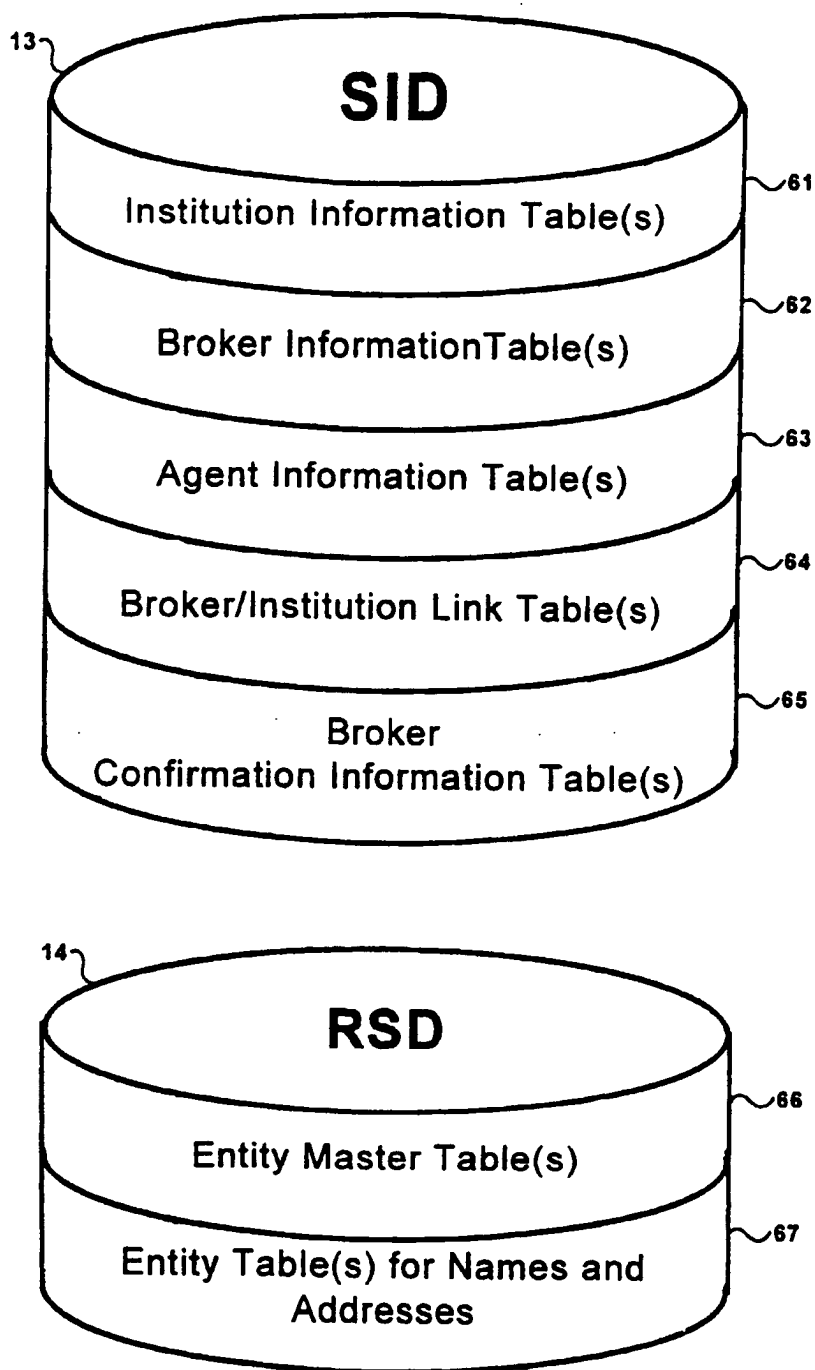 13
SID
61
Institution Information Table(s)
62
Broker InformationTable(s)
63
Agent Information Table(s)
64
Broker/Institution Link Table(s)
65
Broker
Confirmation Information Table(s)
14
RSD
66
Entity Master Table(s)
67
Entity Table(s) for Names and
Addresses